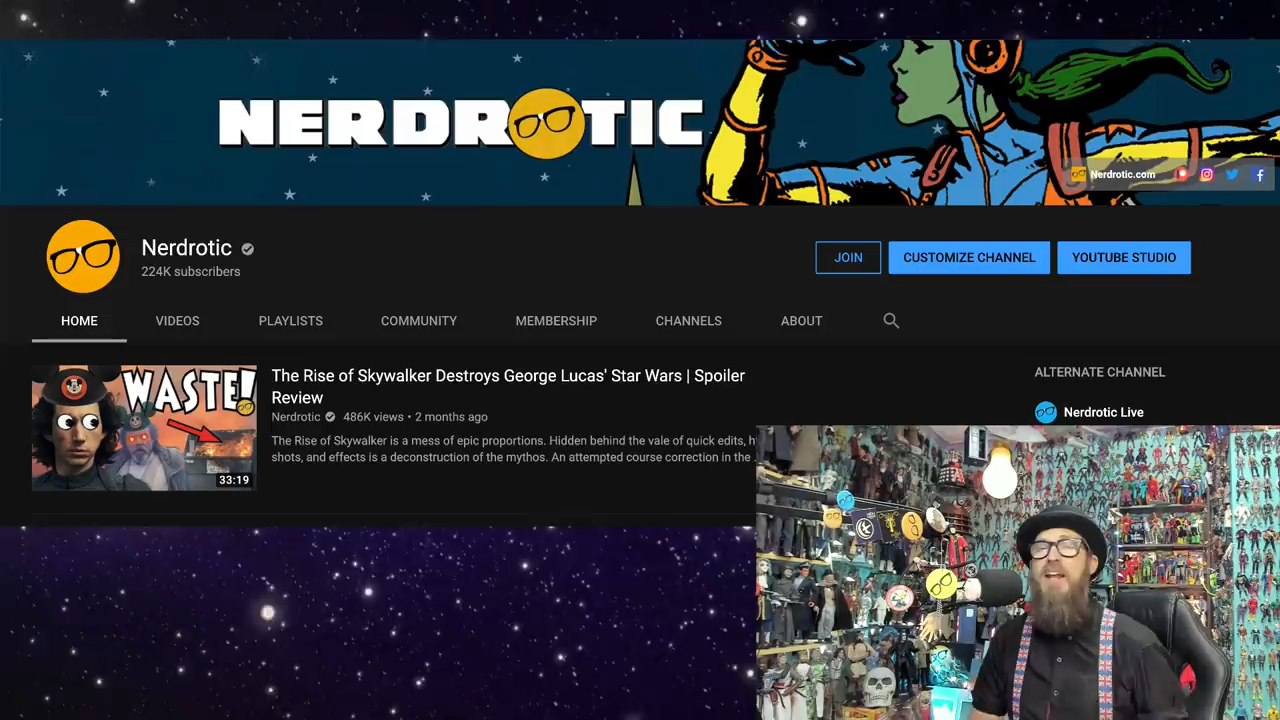 NERDROTIC
Nerdrotic.com
Nerdrotic
224K subscribers
JOIN
CUSTOMIZE CHANNEL
YOUTUBE STUDIO
HOME
VIDEOS
PLAYLISTS
COMMUNITY
MEMBERSHIP
CHANNELS
ABOUT
WASTE!
33:19
The Rise of Skywalker Destroys George Lucas' Star Wars | Spoiler
Review
Nerdrotic 486K views • 2 months ago
The Rise of Skywalker is a mess of epic proportions. Hidden behind the vale of quick edits, h
shots, and effects is a deconstruction of the mythos. An attempted course correction in the
ALTERNATE CHANNEL
Nerdrotic Live